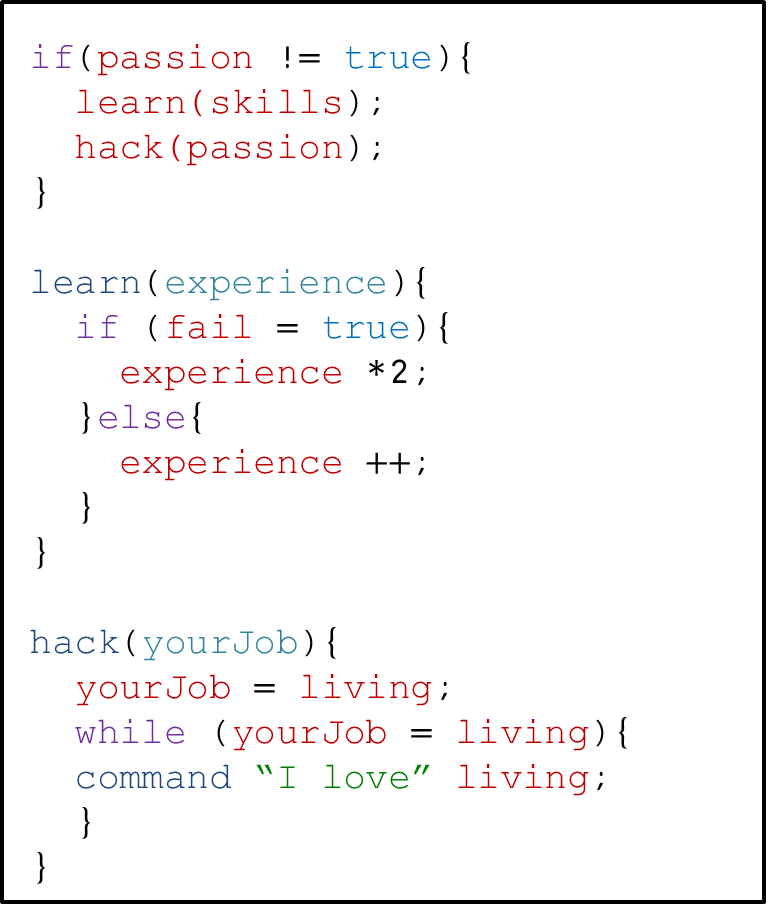 if(passion != true){
  learn(skills);
  hack(passion);
}

learn(experience){
  if (fail = true){
    experience *2;
  }else{
    experience ++;
  }
}

hack(yourJob){
  yourJob = living;
  while (yourJob = living){
  command “I love” living;
  }
}